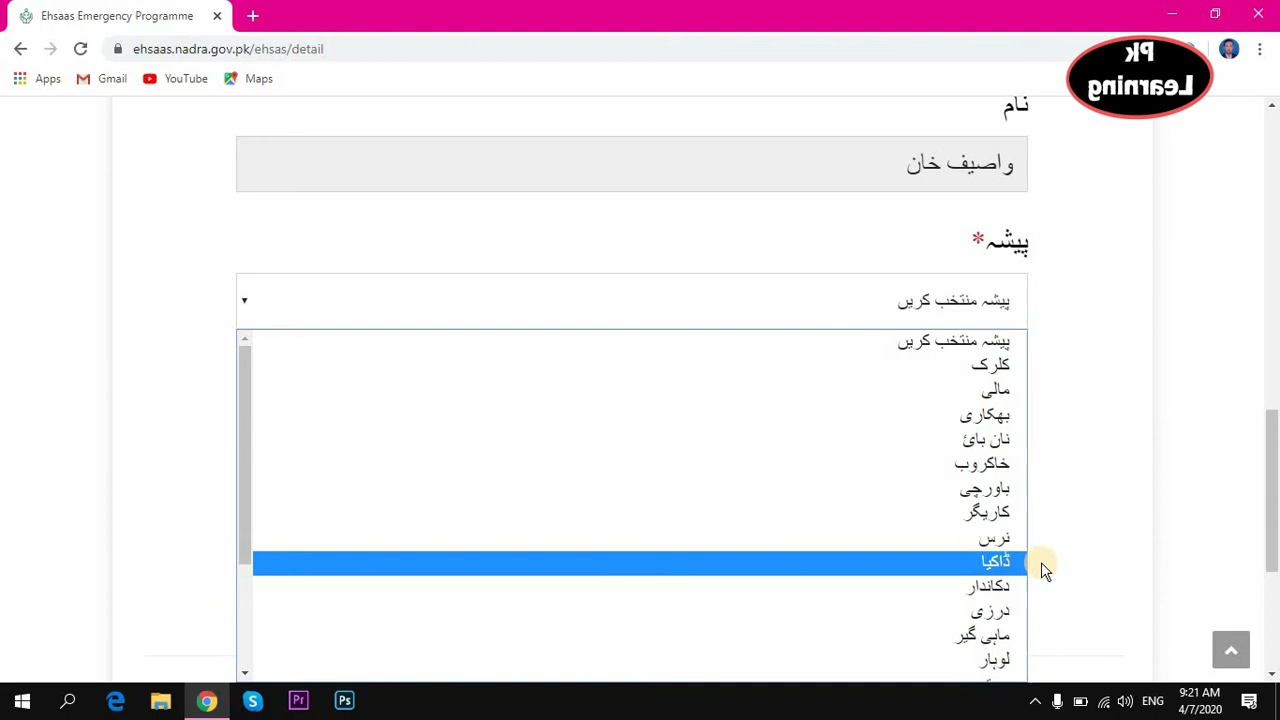 Ehsaas Emergency Programme
ehsaas.nadra.gov.pk/ehsas/detail
Apps
Gmail
YouTube
Maps
Pk
Learning
نام
واصیف خان
پیشہ*
پیشہ منتخب کریں
پیشہ منتخب کریں
کلرک
مالی
بھکاری
نان بائ
خاکروب
باورچی
کاریگر
نرس
ڈاکیا
دکاندار
درزی
ماہی گیر
لوہار
ENG
9:21 AM
4/7/2020